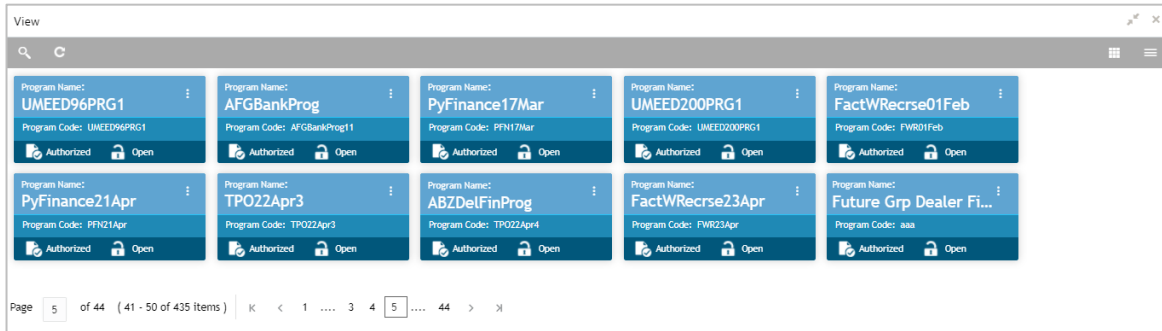 View
Program Name:
UMEED96PRG1
Program Code: UMEED96PRG1
Authorized Open
Program Name:
AFGBankProg
Program Code: AFGBankProg11
Authorized Open
Program Name:
PyFinance17Mar
Program Code: PFN17Mar
Authorized Open
Program Name:
UMEED200PRG1
Program Code: UMEED200PRG1
Authorized Open
Program Name:
FactWRecrse01Feb
Program Code: FWR01Feb
Authorized Open
Program Name:
PyFinance21Apr
Program Code: PFN21Apr
Authorized Open
Program Name:
TPO22Apr3
Program Code: TPO22Apr3
Authorized Open
Program Name:
ABZDelFinProg
Program Code: TPO22Apr4
Authorized Open
Program Name:
FactWRecrse23Apr
Program Code: FWR23Apr
Authorized Open
Program Name:
Future Grp Dealer Fi...
Program Code: aaa
Authorized Open
Page 5 of 44 ( 41 - 50 of 435 items ) 1 .... 3 4 5 .... 44